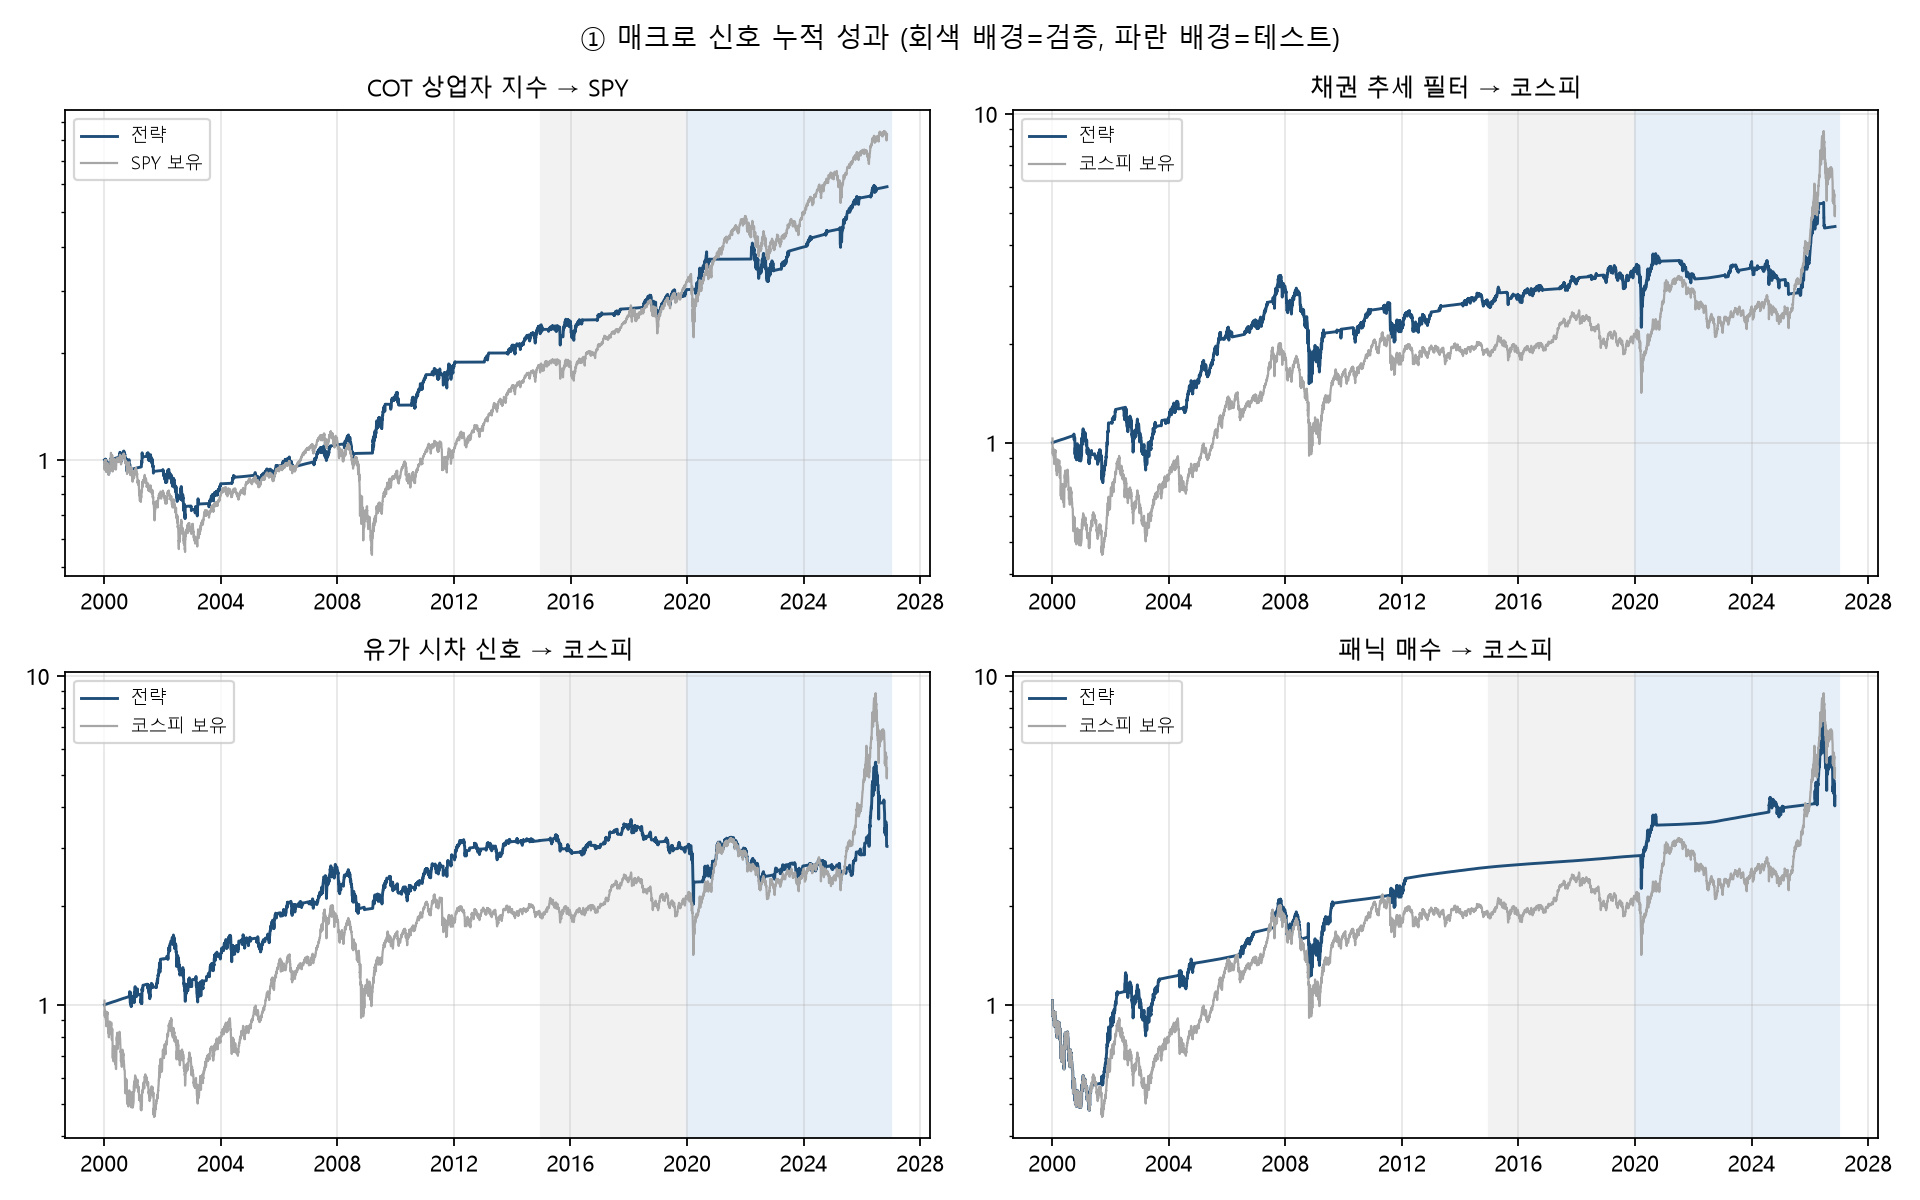 ① 매크로 신호 누적 성과 (회색 배경=검증, 파란 배경=테스트)
COT 상업자 지수 → SPY
전략
SPY 보유
1
2000 2004 2008 2012 2016 2020 2024 2028
채권 추세 필터 → 코스피
전략
코스피 보유
10
1
2000 2004 2008 2012 2016 2020 2024 2028
유가 시차 신호 → 코스피
전략
코스피 보유
10
1
2000 2004 2008 2012 2016 2020 2024 2028
패닉 매수 → 코스피
전략
코스피 보유
10
1
2000 2004 2008 2012 2016 2020 2024 2028